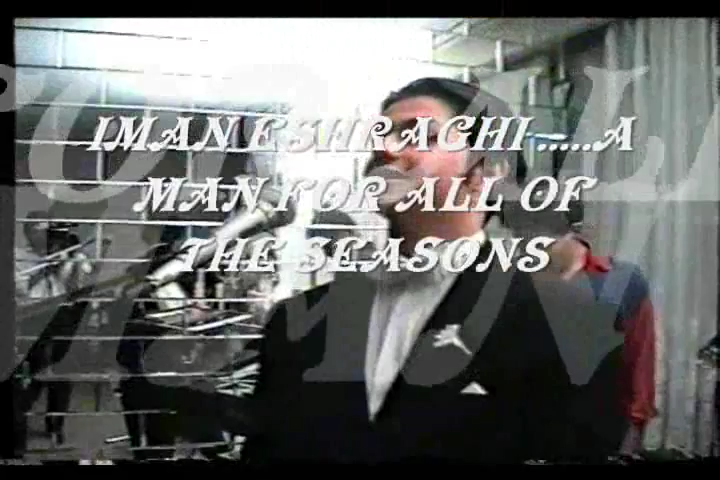 IMAN ESHRAGHI.....A
MAN FOR ALL OF
THE SEASONS